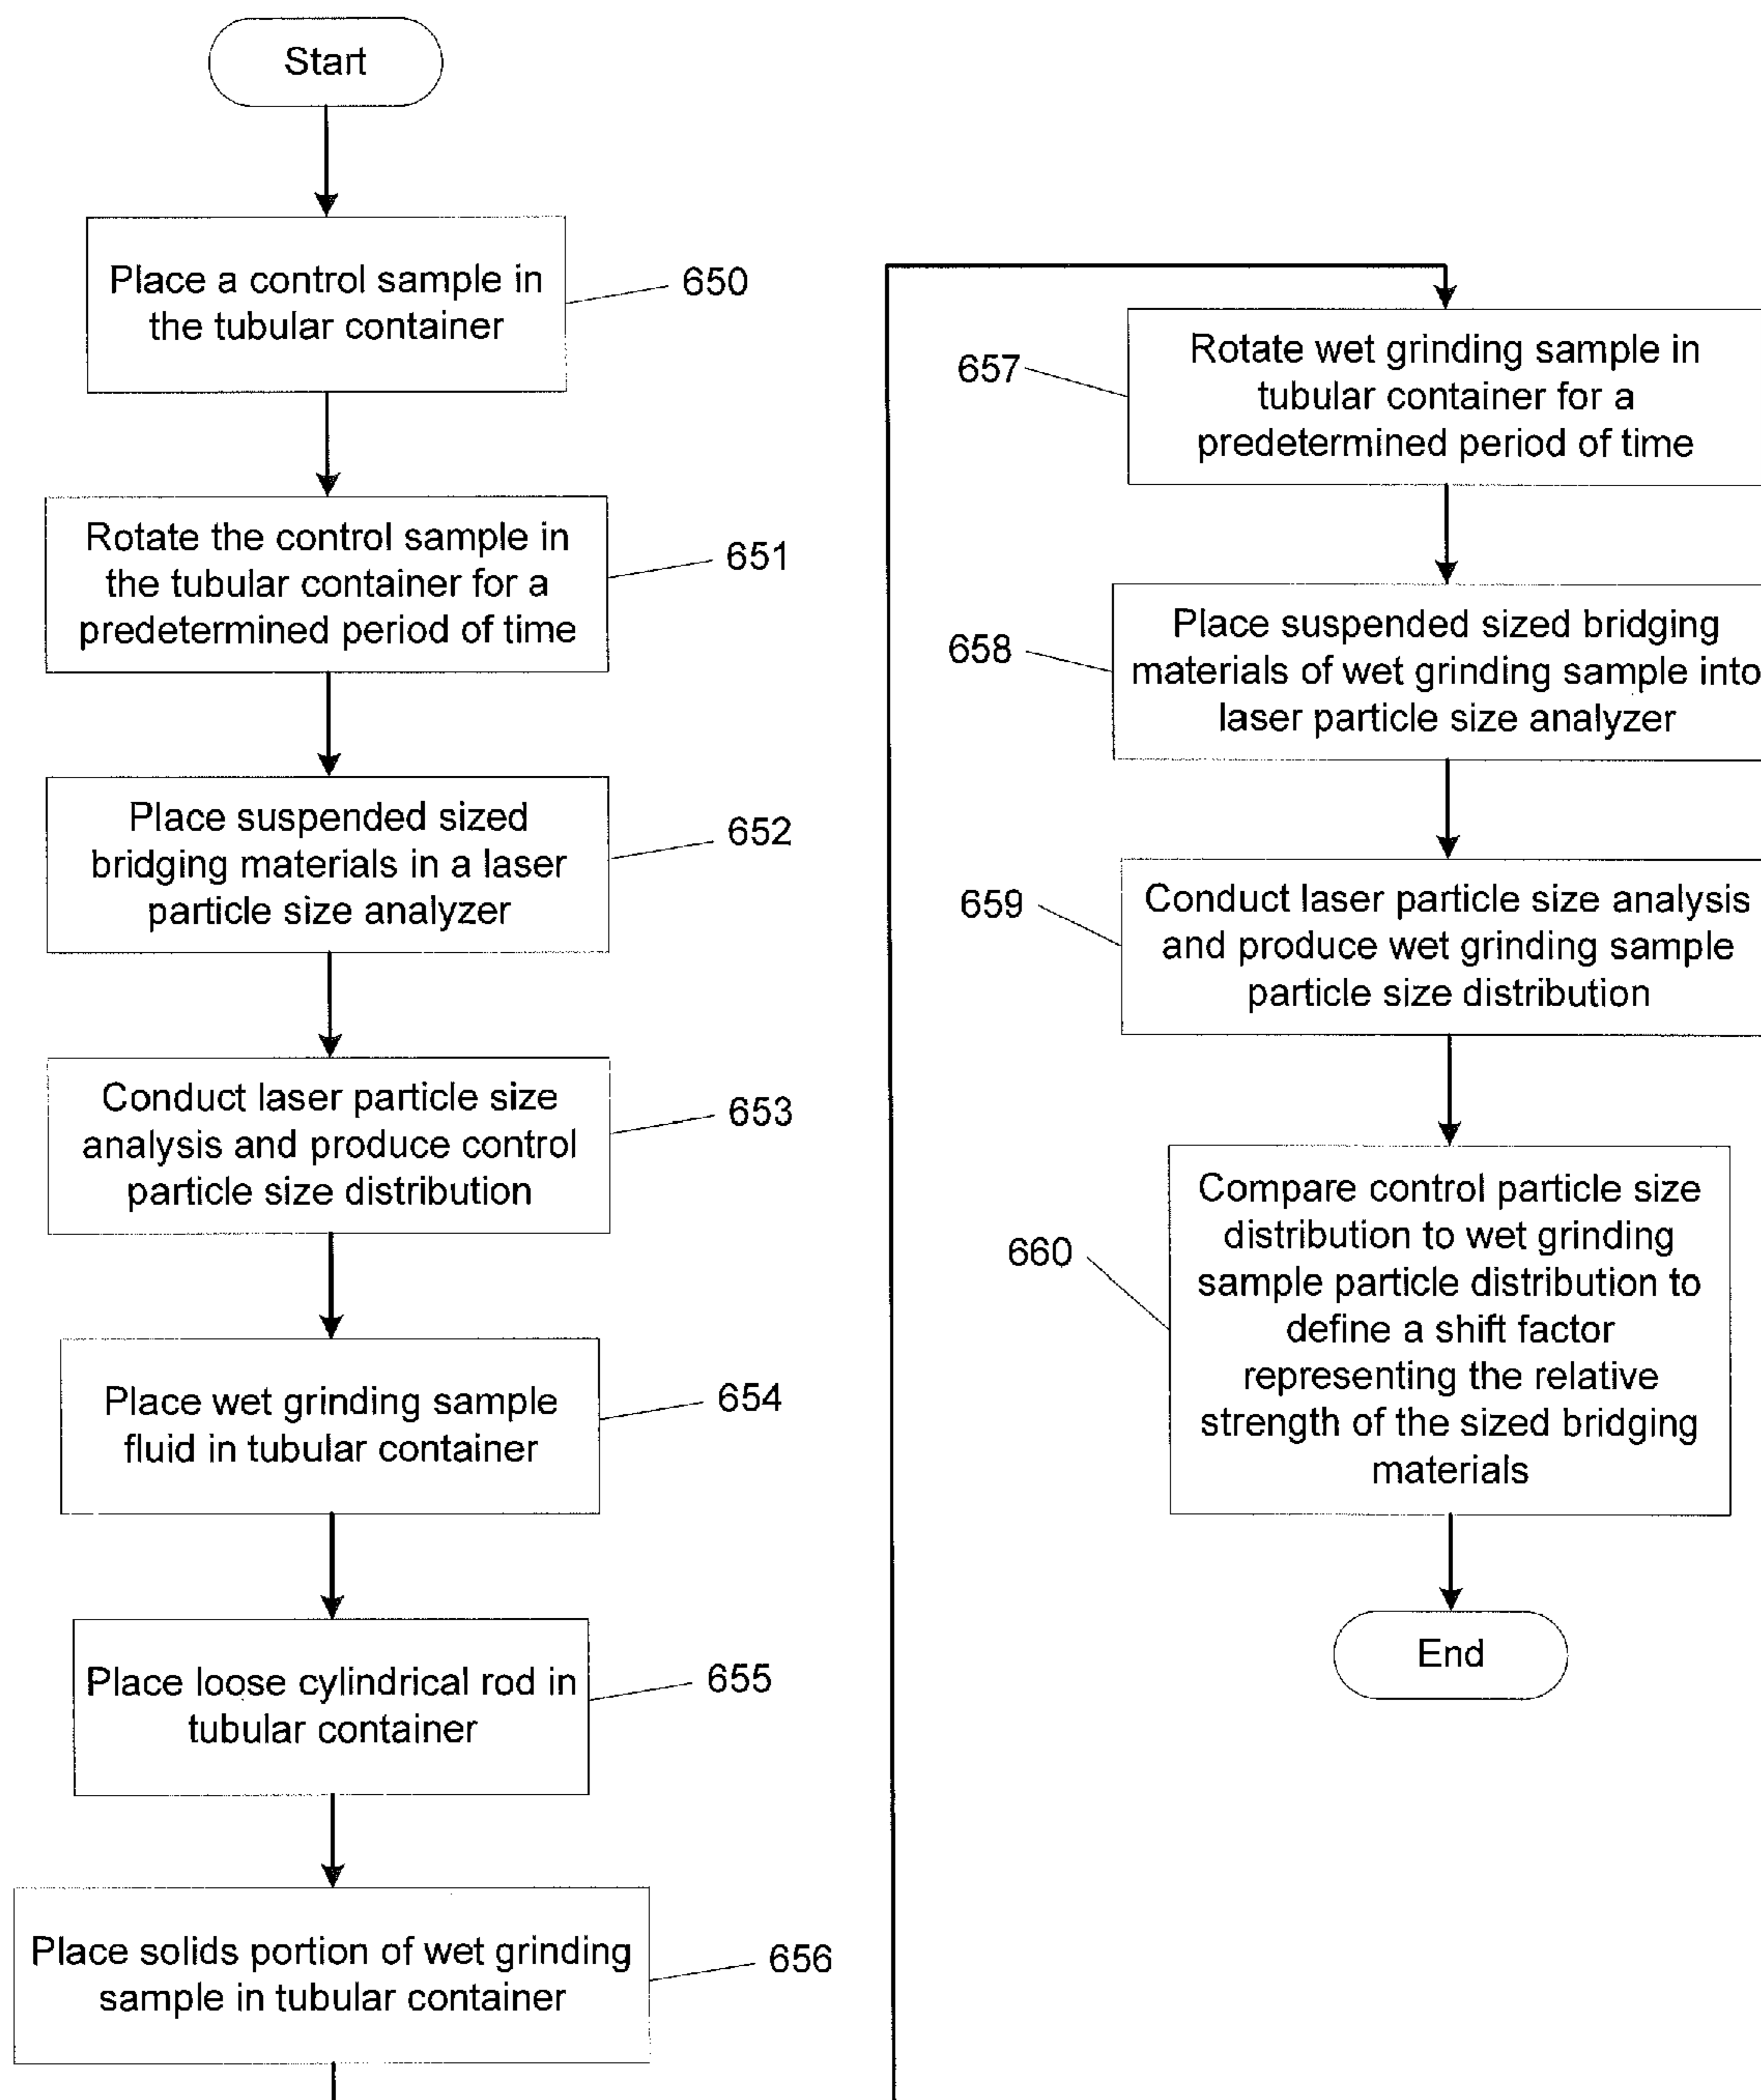 Start
Place a control sample in
the tubular container
650
Rotate the control sample in
the tubular container for a
predetermined period of time
651
Place suspended sized
bridging materials in a laser
particle size analyzer
652
Conduct laser particle size
analysis and produce control
particle size distribution
653
Place wet grinding sample
fluid in tubular container
654
Place loose cylindrical rod in
tubular container
655
Place solids portion of wet grinding
sample in tubular container
656
Rotate wet grinding sample in
tubular container for a
predetermined period of time
657
Place suspended sized bridging
materials of wet grinding sample into
laser particle size analyzer
658
Conduct laser particle size analysis
and produce wet grinding sample
particle size distribution
659
Compare control particle size
distribution to wet grinding
sample particle distribution to
define a shift factor
representing the relative
strength of the sized bridging
materials
660
End